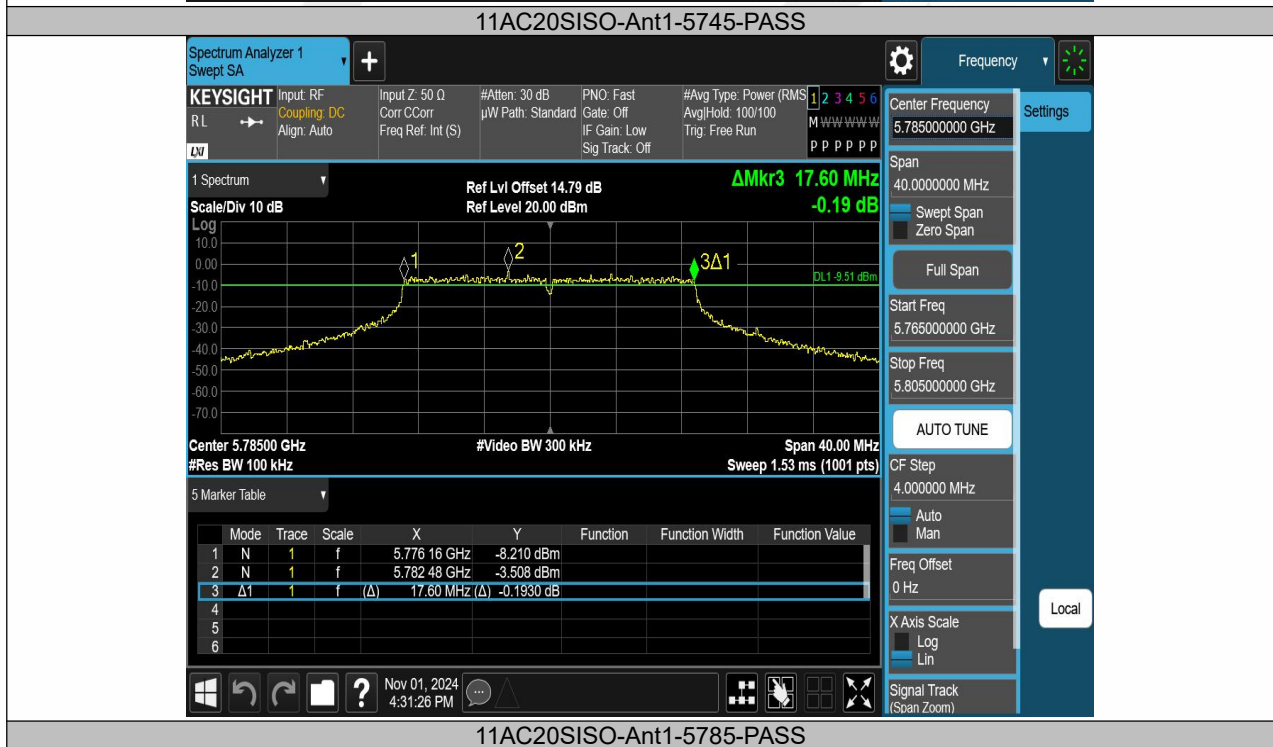 11AC20SISO-Ant1-5745-PASS
Spectrum Analyzer 1
Swept SA
Frequency
KEYSIGHT
R L
LXI
Input: RF
Coupling: DC
Align: Auto
Input Z: 50 Ω
Corr CCorr
Freq Ref: Int (S)
#Atten: 30 dB
µW Path: Standard
PNO: Fast
Gate: Off
IF Gain: Low
Sig Track: Off
#Avg Type: Power (RMS
Avg|Hold: 100/100
Trig: Free Run
1 2 3 4 5 6
M W W W W W
P P P P P P
1 Spectrum
Scale/Div 10 dB
Ref Lvl Offset 14.79 dB
Ref Level 20.00 dBm
ΔMkr3 17.60 MHz
-0.19 dB
Log
10.0
0.00
-10.0
-20.0
-30.0
-40.0
-50.0
-60.0
-70.0
1
2
3Δ1
DL1 -9.51 dBm
Center 5.78500 GHz
#Video BW 300 kHz
Span 40.00 MHz
#Res BW 100 kHz
Sweep 1.53 ms (1001 pts)
5 Marker Table
Mode Trace Scale X Y Function Function Width Function Value
1 N 1 f 5.776 16 GHz -8.210 dBm
2 N 1 f 5.782 48 GHz -3.508 dBm
3 Δ1 1 f (Δ) 17.60 MHz (Δ) -0.1930 dB
4
5
6
Nov 01, 2024
4:31:26 PM
Settings
Center Frequency
5.785000000 GHz
Span
40.0000000 MHz
Swept Span
Zero Span
Full Span
Start Freq
5.765000000 GHz
Stop Freq
5.805000000 GHz
AUTO TUNE
CF Step
4.000000 MHz
Auto
Man
Freq Offset
0 Hz
X Axis Scale
Log
Lin
Signal Track
(Span Zoom)
Local
11AC20SISO-Ant1-5785-PASS